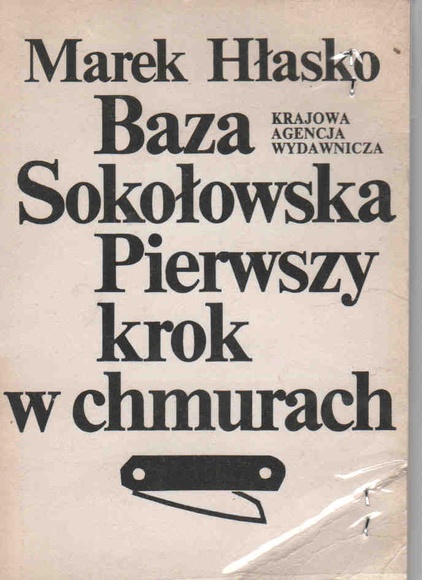 Marek Hłasko
Baza
KRAJOWA
AGENCJA
WYDAWNICZA
Sokołowska
Pierwszy
krok
w chmurach